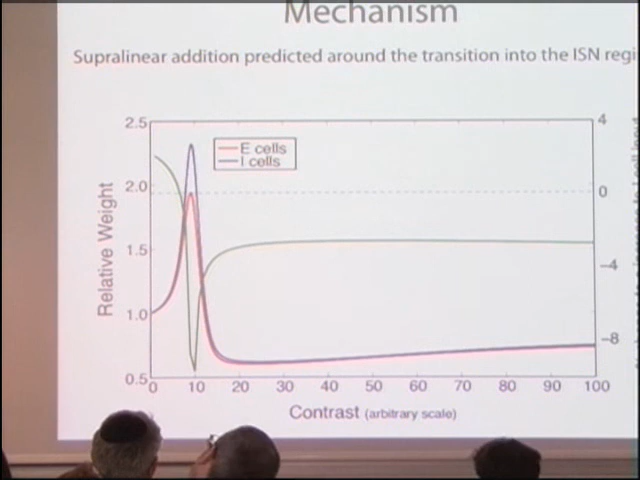 Mechanism
Supralinear addition predicted around the transition into the ISN regi
2.5
2.0
1.5
1.0
0.5
Relative Weight
E cells
I cells
4
0
-4
-8
0 10 20 30 40 50 60 70 80 90 100
Contrast (arbitrary scale)